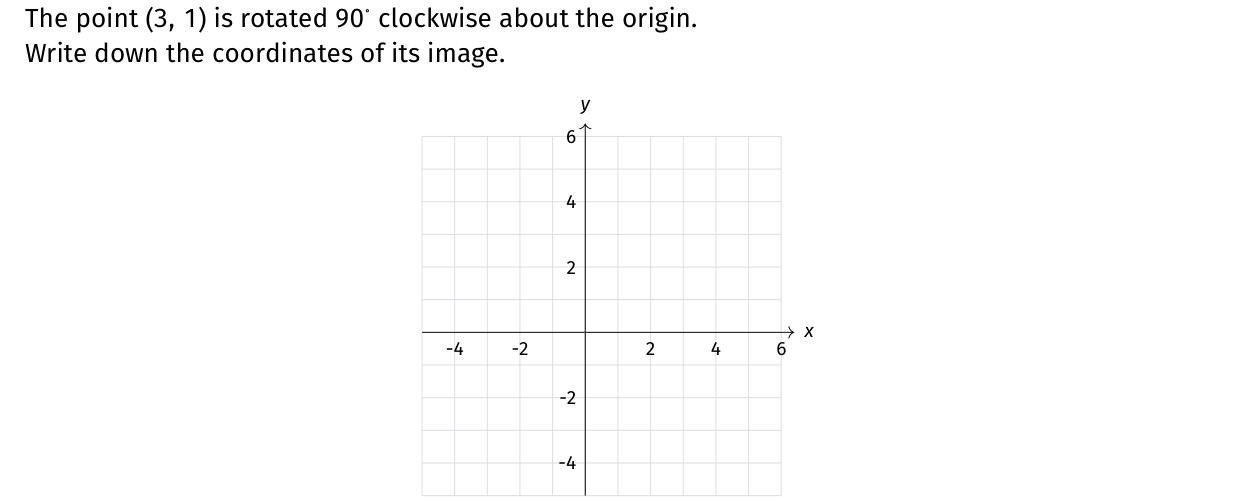 The point (3, 1) is rotated 90° clockwise about the origin.
Write down the coordinates of its image.
y
6
4
2
x
-4 -2 2 4 6
-2
-4